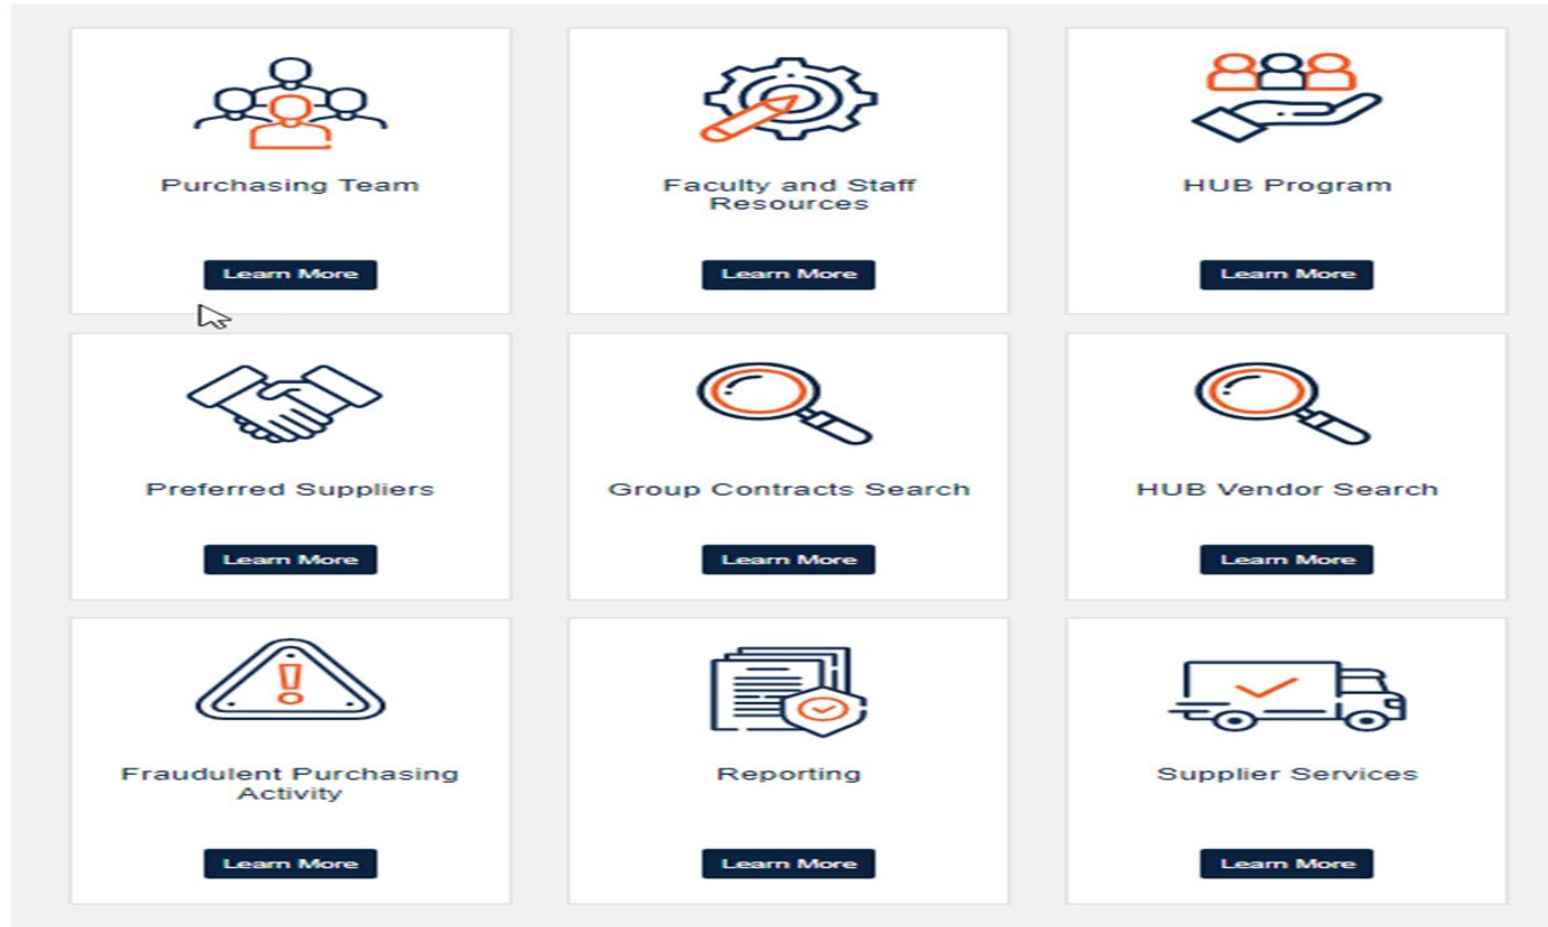 Purchasing Team
Faculty and Staff
Resources
HUB Program
Learn More
Learn More
Learn More
Preferred Suppliers
Group Contracts Search
HUB Vendor Search
Learn More
Learn More
Learn More
Fraudulent Purchasing
Activity
Reporting
Supplier Services
Learn More
Learn More
Learn More